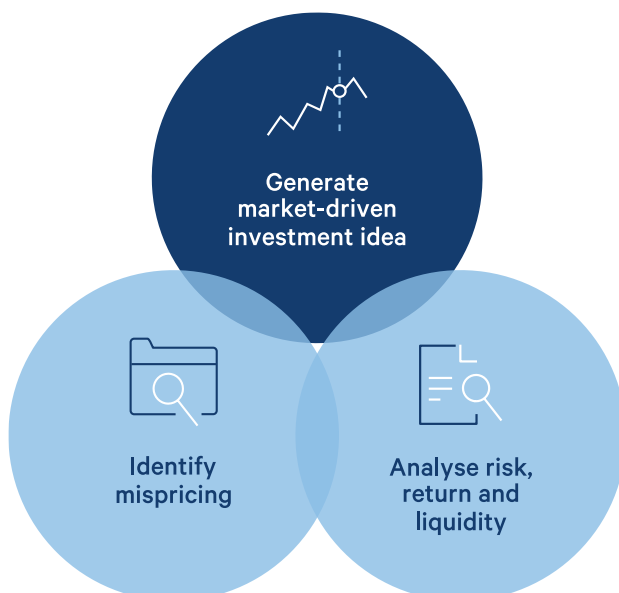 Generate
market-driven
investment idea
Identify
mispricing
Analyse risk,
return and
liquidity